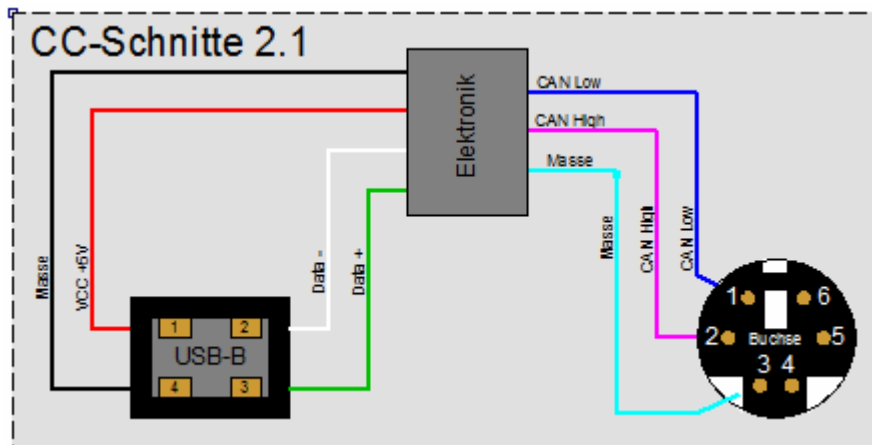 CC-Schnitte 2.1
Elektronik
CAN Low
CAN High
Masse
Masse
VCC +5V
Data -
Data +
Masse
CAN High
CAN Low
1
2
USB-B
4
3
1
6
2
Buchse
5
3
4